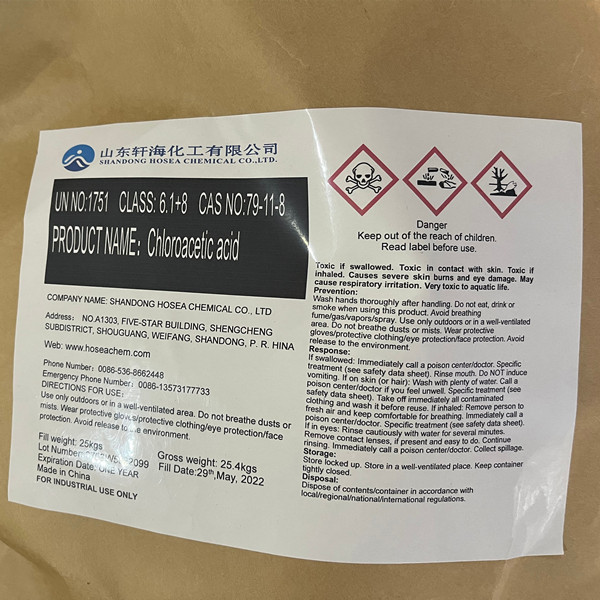 山东轩海化工有限公司
SHANDONG HOSEA CHEMICAL CO.,LTD.
UN NO:1751 CLASS: 6.1+8 CAS NO:79-11-8
PRODUCT NAME: Chloroacetic acid
COMPANY NAME: SHANDONG HOSEA CHEMICAL CO., LTD
Address: NO.A1303, FIVE-STAR BUILDING, SHENGCHENG
SUBDISTRICT, SHOUGUANG, WEIFANG, SHANDONG, P. R. HINA
Web: www.hoseachem.com
Phone Number: 0086-536-8662448
Emergency Phone Number: 0086-13573177733
DIRECTIONS FOR USE:
Use only outdoors or in a well-ventilated area. Do not breathe dusts or
mists. Wear protective gloves/protective clothing/eye protection/face
protection. Avoid release to the environment.
Fill weight: 25kgs Gross weight: 25.4kgs
Lot Number: 2099 Fill Date:29th,May, 2022
Expiration Date: ONE YEAR
Made in China
FOR INDUSTRIAL USE ONLY
Danger
Keep out of the reach of children.
Read label before use.
Toxic if swallowed. Toxic in contact with skin. Toxic if
inhaled. Causes severe skin burns and eye damage. May
cause respiratory irritation. Very toxic to aquatic life.
Prevention:
Wash hands thoroughly after handling. Do not eat, drink or
smoke when using this product. Avoid breathing
fume/gas/vapors/spray. Use only outdoors or in a well-ventilated
area. Do not breathe dusts or mists. Wear protective
gloves/protective clothing/eye protection/face protection. Avoid
release to the environment.
Response:
If swallowed: Immediately call a poison center/doctor. Specific
treatment (see safety data sheet). Rinse mouth. Do NOT induce
vomiting. If on skin (or hair): Wash with plenty of water. Call a
poison center/doctor if you feel unwell. Specific treatment (see
safety data sheet). Take off immediately all contaminated
clothing and wash it before reuse. If inhaled: Remove person to
fresh air and keep comfortable for breathing. Immediately call a
poison center/doctor. Specific treatment (see safety data sheet).
If in eyes: Rinse cautiously with water for several minutes.
Remove contact lenses, if present and easy to do. Continue
rinsing. Immediately call a poison center/doctor. Collect spillage.
Storage:
Store locked up. Store in a well-ventilated place. Keep container
tightly closed.
Disposal:
Dispose of contents/container in accordance with
local/regional/national/international regulations.